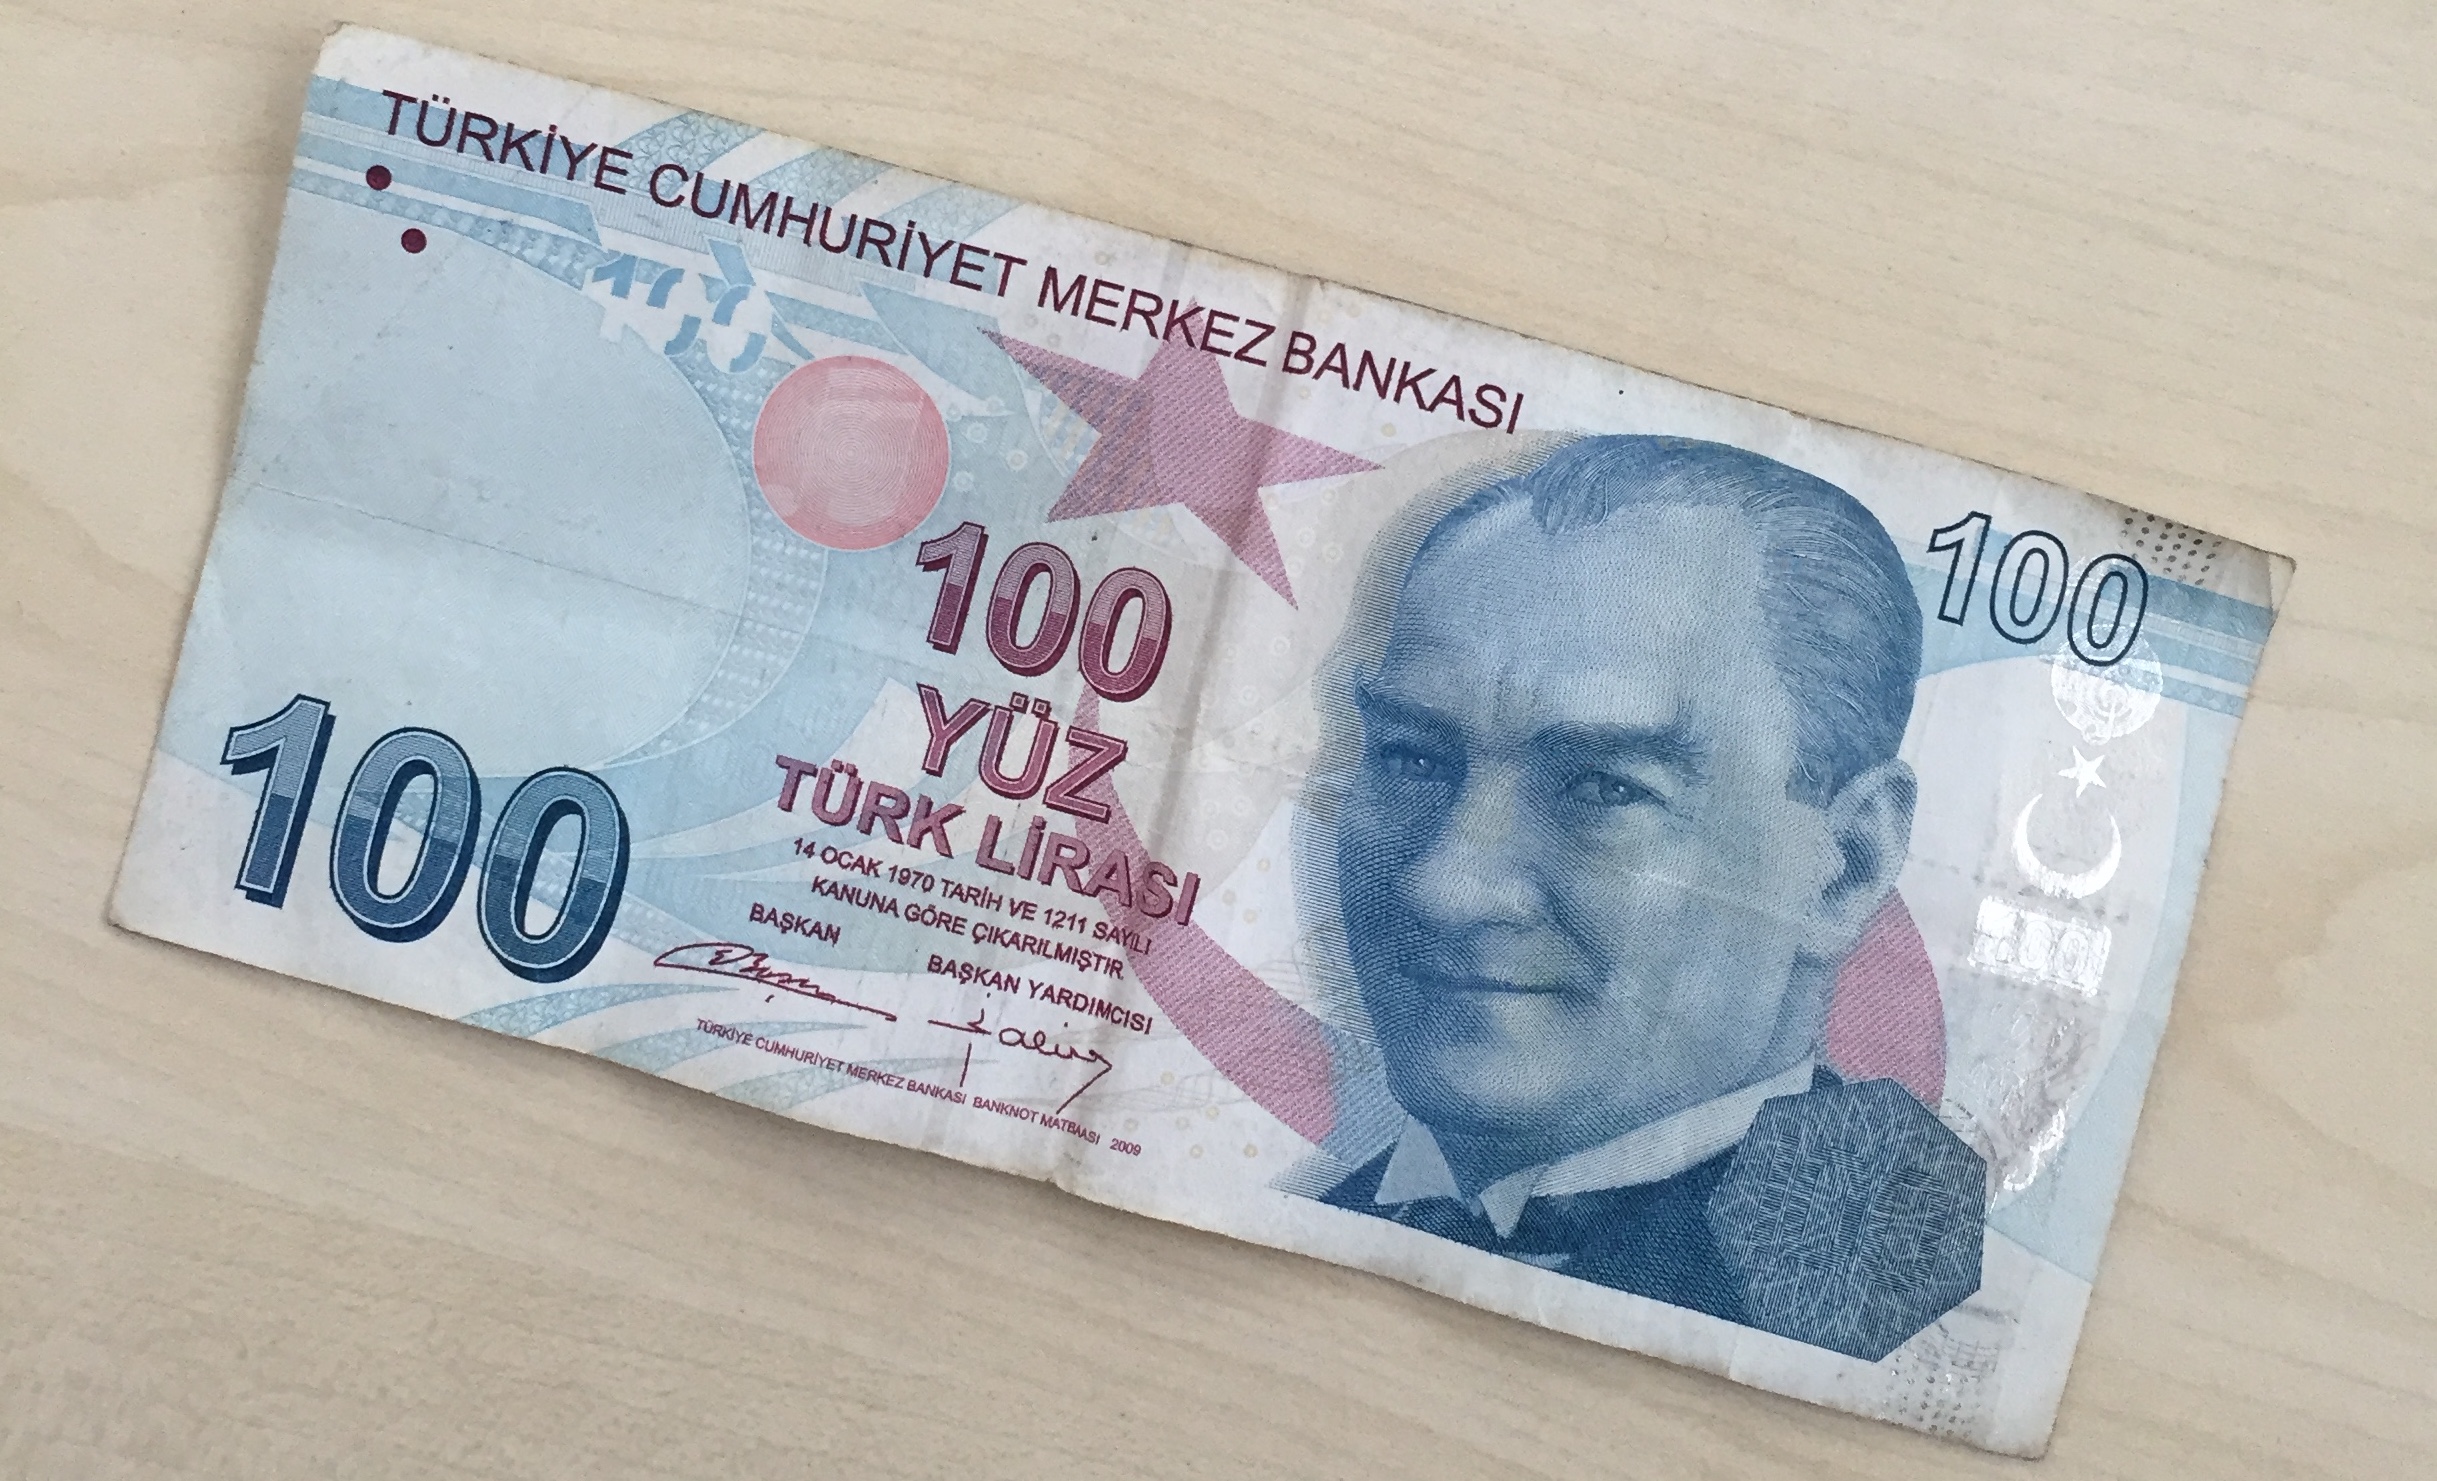 TÜRKİYE CUMHURİYET MERKEZ BANKASI
100
100
100
YÜZ
TÜRK LİRASI
14 OCAK 1970 TARİH VE 1211 SAYILI
KANUNA GÖRE ÇIKARILMIŞTIR
BAŞKAN
BAŞKAN YARDIMCISI
TÜRKİYE CUMHURİYET MERKEZ BANKASI BANKNOT MATBAASI 2009
100
100